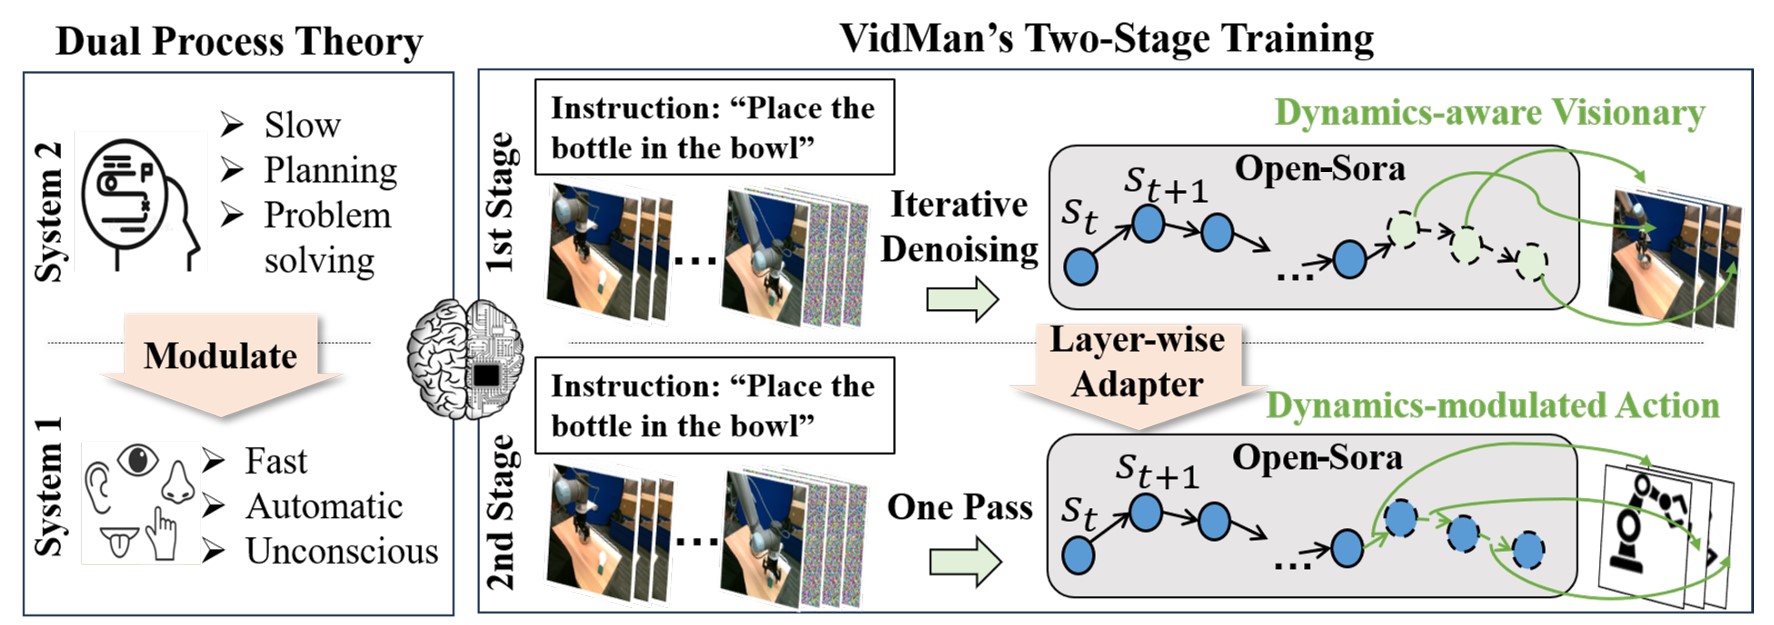 Dual Process Theory
System 2
Slow
Planning
Problem
solving
Modulate
System 1
Fast
Automatic
Unconscious
VidMan's Two-Stage Training
1st Stage
Instruction: “Place the
bottle in the bowl”
...
Iterative
Denoising
Dynamics-aware Visionary
Open-Sora
S_t
S_{t+1}
...
Layer-wise
Adapter
2nd Stage
Instruction: “Place the
bottle in the bowl”
...
One Pass
Dynamics-modulated Action
Open-Sora
S_t
S_{t+1}
...